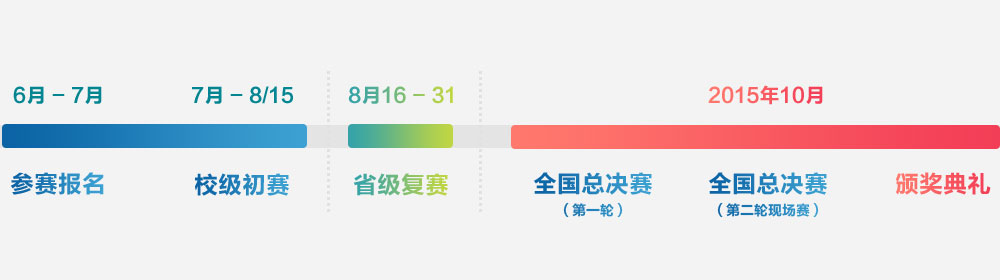 6月 – 7月
7月 – 8/15
8月16 – 31
2015年10月
参赛报名
校级初赛
省级复赛
全国总决赛
（第一轮）
全国总决赛
（第二轮现场赛）
颁奖典礼